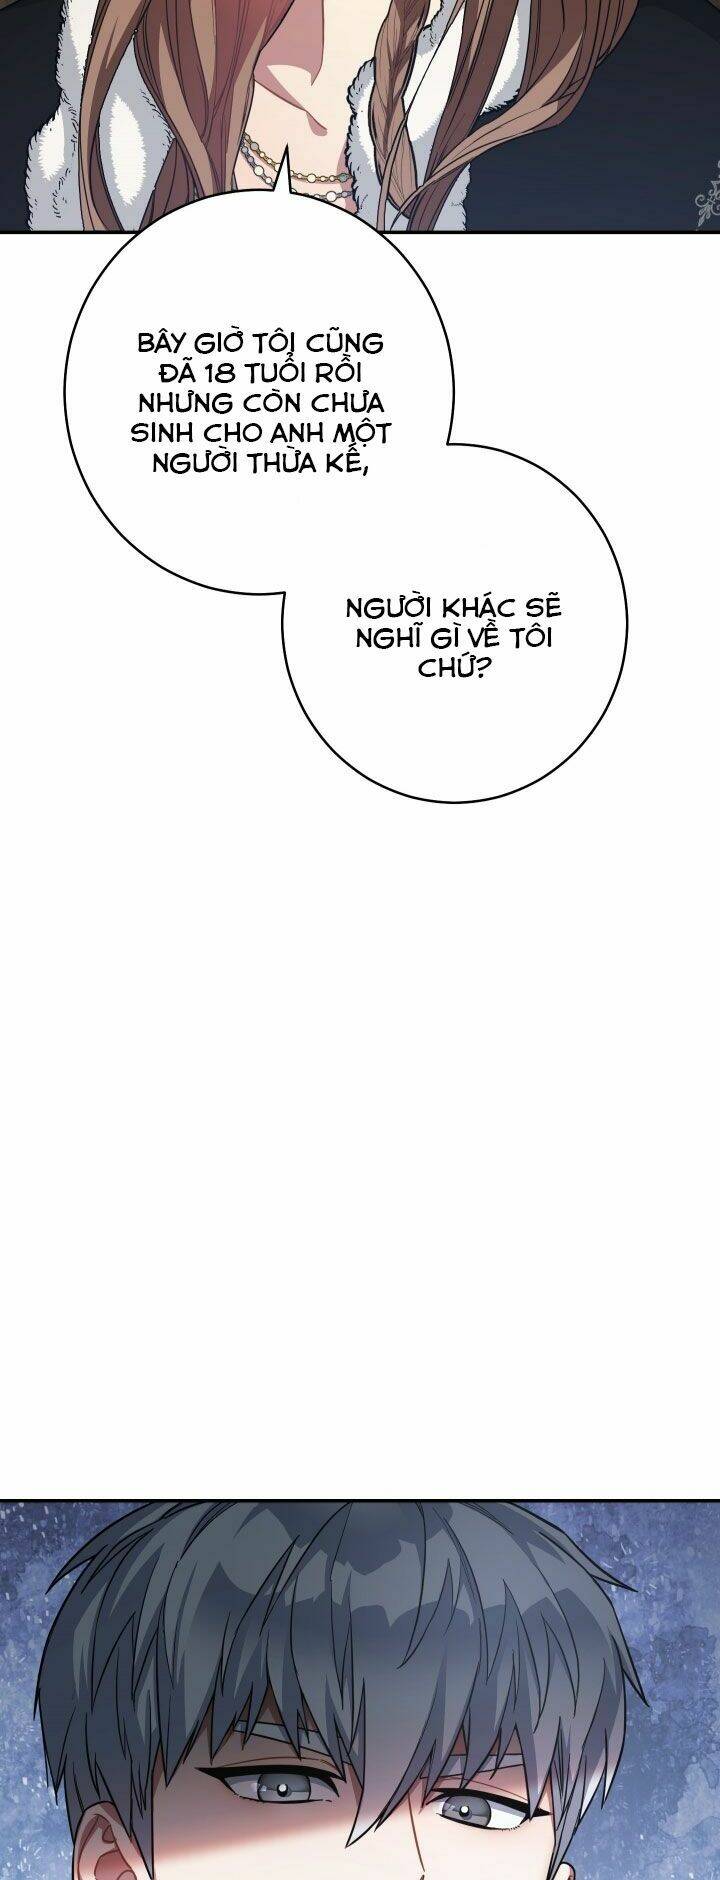 BÂY GIỜ TÔI CŨNG
ĐÃ 18 TUỔI RỒI
NHƯNG CÒN CHƯA
SINH CHO ANH MỘT
NGƯỜI THỪA KẾ,
NGƯỜI KHÁC SẼ
NGHĨ GÌ VỀ TÔI
CHỨ?